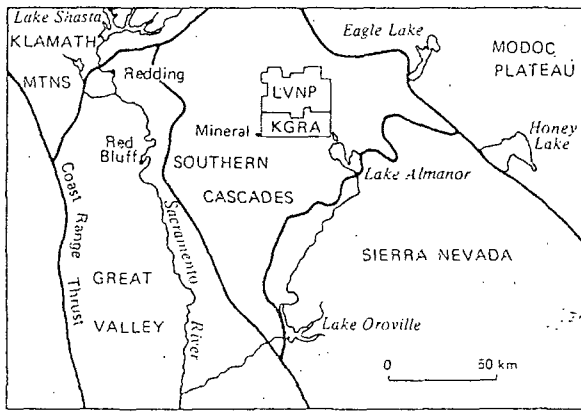 Lake Shasta
KLAMATH
MTNS
Redding
Eagle Lake
MODOC
PLATEAU
LVNP
KGRA
Mineral
Honey
Lake
Red
Bluff
SOUTHERN
CASCADES
Lake Almanor
Coast Range Thrust
Sacramento River
GREAT
VALLEY
SIERRA NEVADA
Lake Oroville
0 50 km